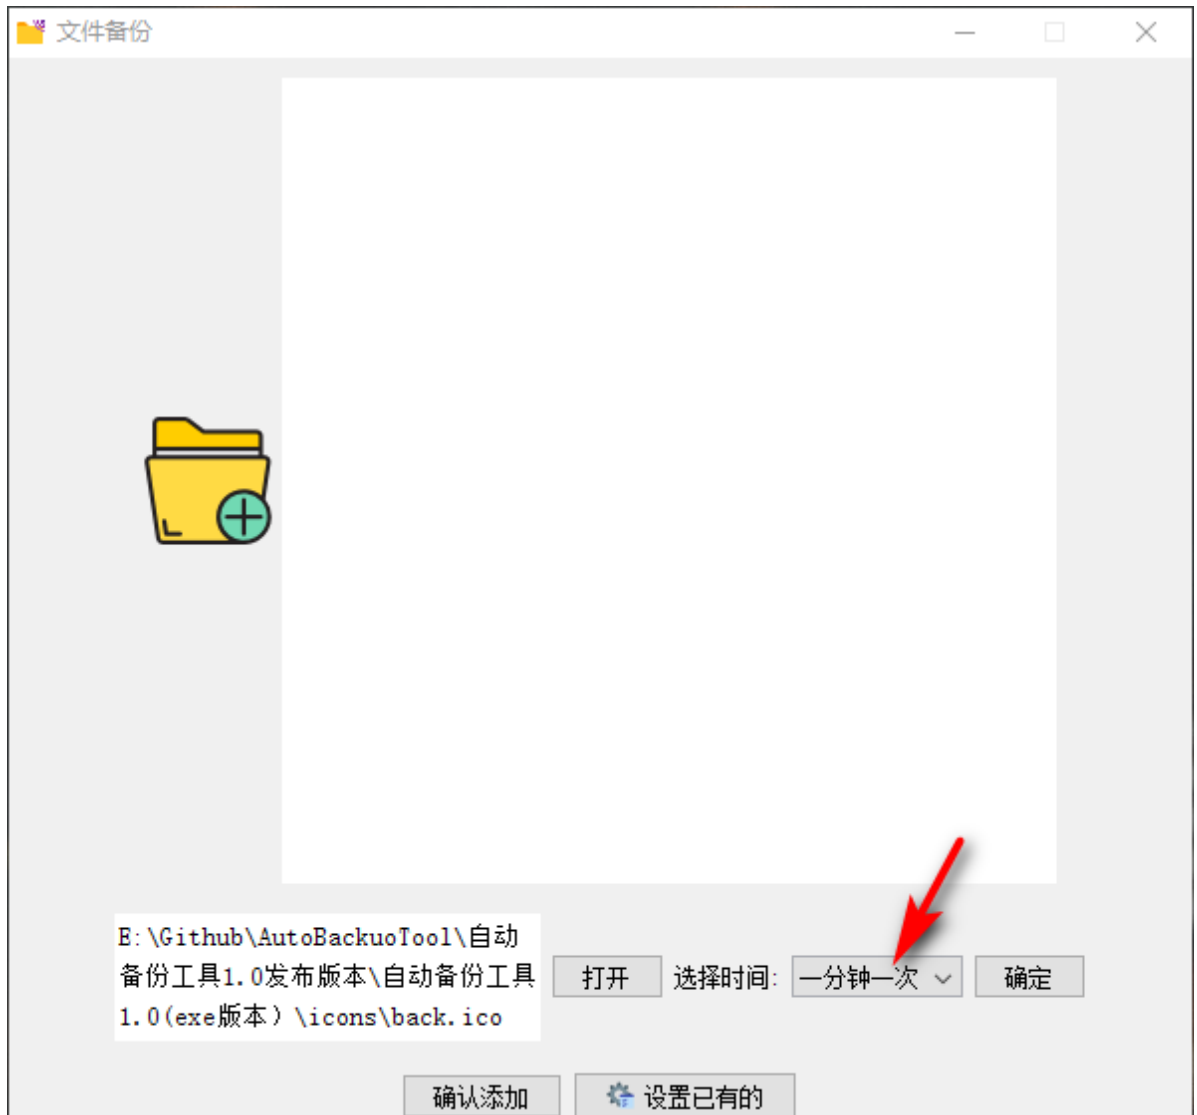 文件备份
E:\Github\AutoBackuoTool\自动
备份工具1.0发布版本\自动备份工具
1.0(exe版本）\icons\back.ico
打开 选择时间: 一分钟一次 确定
确认添加 设置已有的